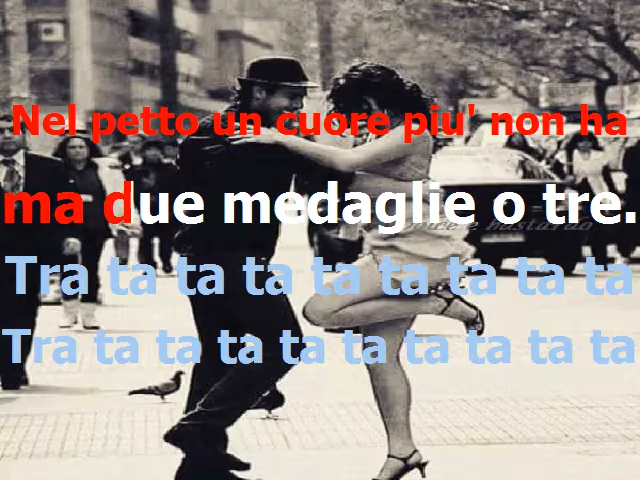 Nel petto un cuore piu' non ha
ma due medaglie o tre.
Tra ta ta ta ta ta ta ta ta ta
Tra ta ta ta ta ta ta ta ta ta